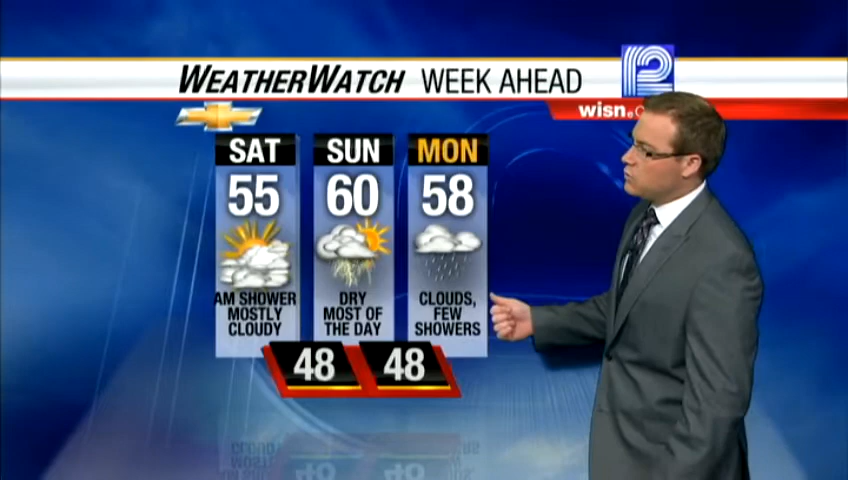 WEATHERWATCH WEEK AHEAD
12
wisn.c
SAT SUN MON
55 60 58
AM SHOWER
MOSTLY
CLOUDY
DRY
MOST OF
THE DAY
CLOUDS,
FEW
SHOWERS
48 48